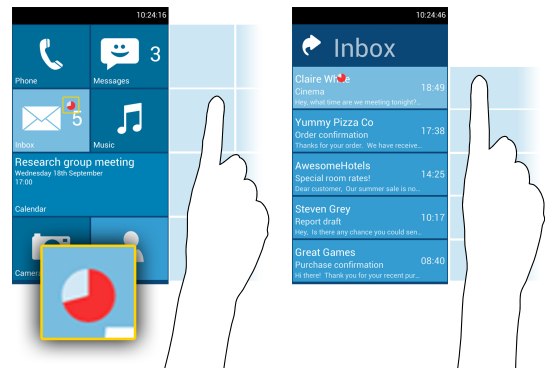 10:24:16
3
Phone
Messages
5
Inbox
Music
Research group
meeting
Wednesday 18th September
17:00
Calendar
Camera
10:24:46
Inbox
Claire
Cinema
18:49
Hey, what time are we meeting tonight?..
Yummy Pizza Co
Order confirmation
17:38
Thanks for your order. We have receive..
AwesomeHotels
Special room rates!
14:25
Dear customer, Our summer sale is no...
Steven Grey
Report draft
10:17
Hey, Is there any chance you could sen..
Great Games
Purchase confirmation
08:40
Hi there! Thank you for your recent pur...